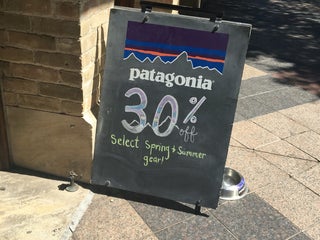 patagonia
30%
off
Select Spring & Summer
gear!